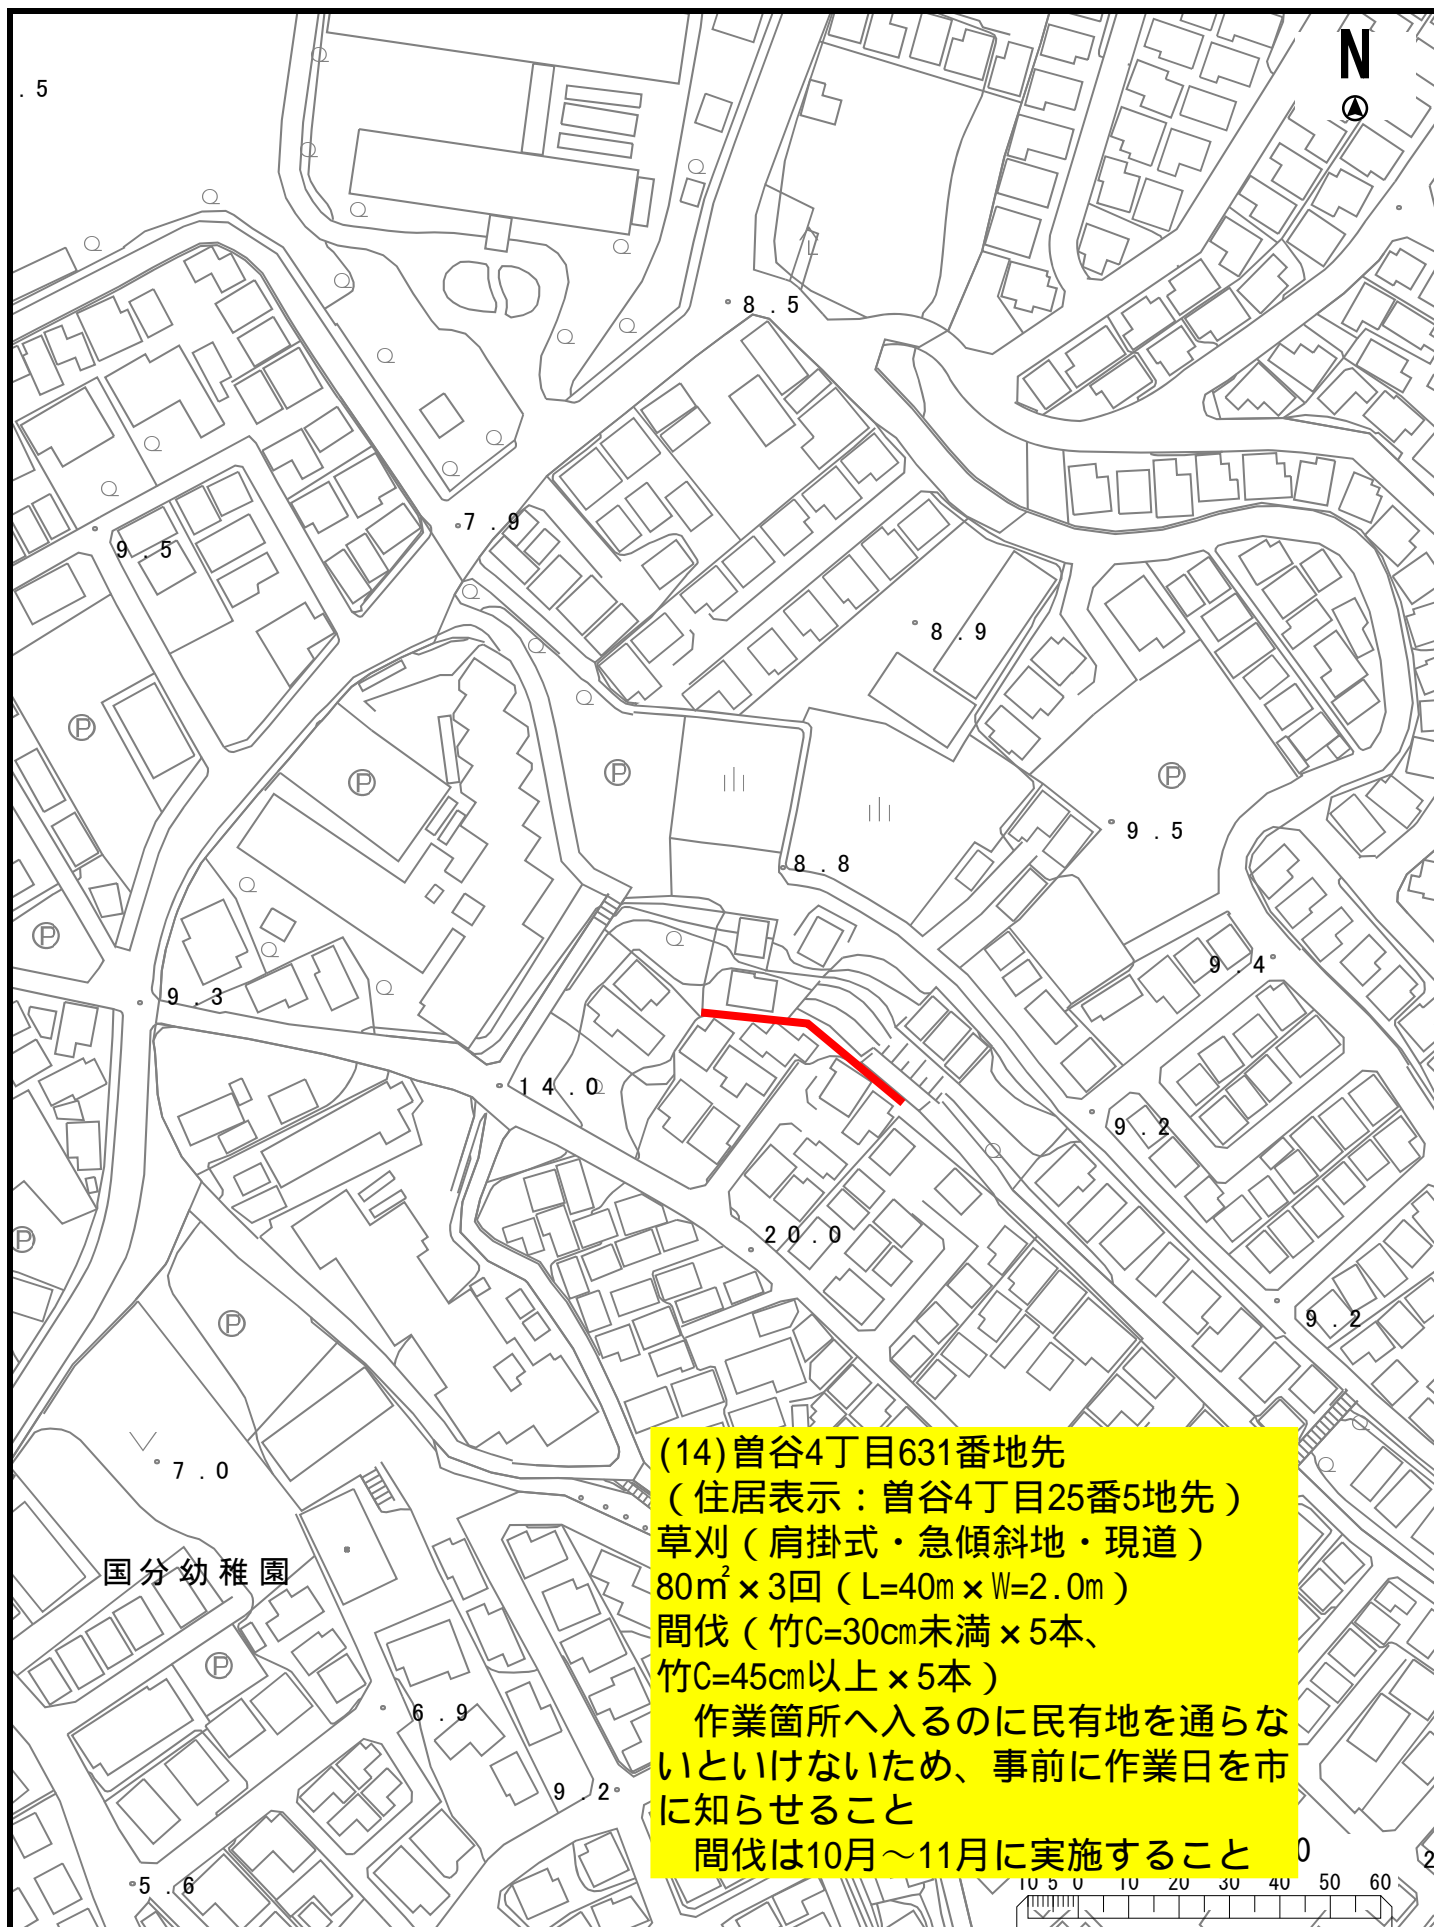 N
.5
8.5
7.9
9.5
8.9
P
P
P
P
9.5
8.8
P
9.4
9.3
14.0
9.2
P
20.0
9.2
P
7.0
(14)曽谷4丁目631番地先
（住居表示：曽谷4丁目25番5地先）
草刈（肩掛式・急傾斜地・現道）
80㎡×3回（L=40m×W=2.0m）
間伐（竹C=30cm未満×5本、
竹C=45cm以上×5本）
　作業箇所へ入るのに民有地を通らな
いといけないため、事前に作業日を市
に知らせること
　間伐は10月～11月に実施すること
国分幼稚園
P
6.9
9.2
5.6
0
2
10 5 0 10 20 30 40 50 60